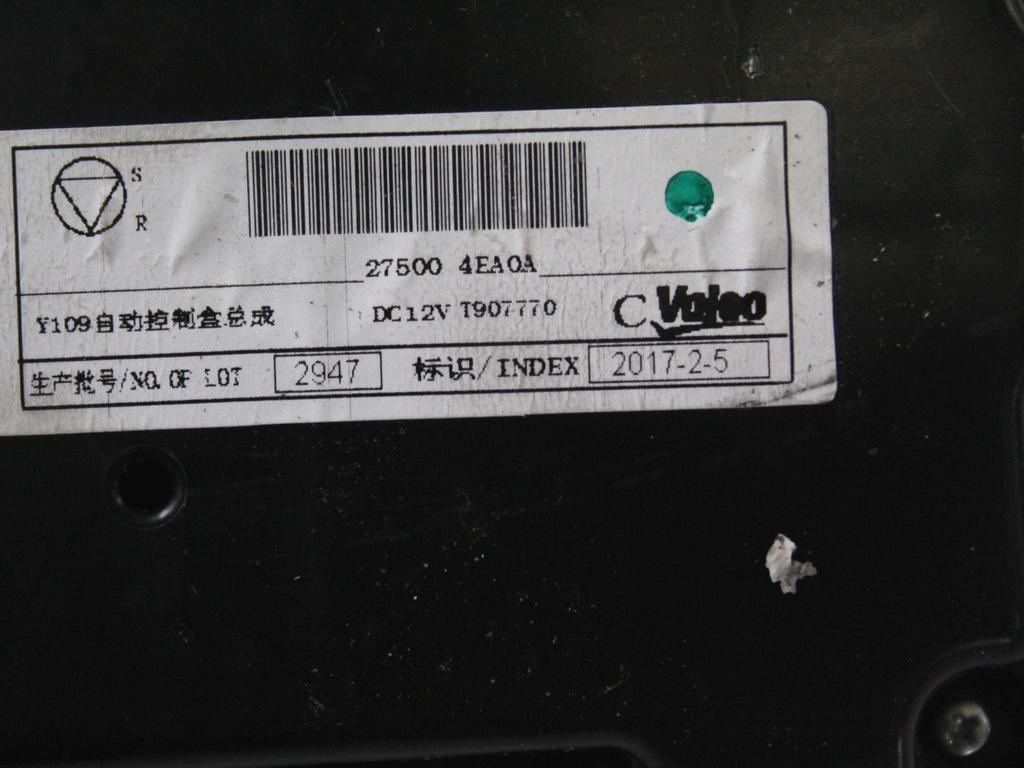 S
R
27500 4EA0A
Y109自动控制盒总成 DC12V T907770 C Valeo
生产批号/NO. OF LOT 2947 标识/INDEX 2017-2-5